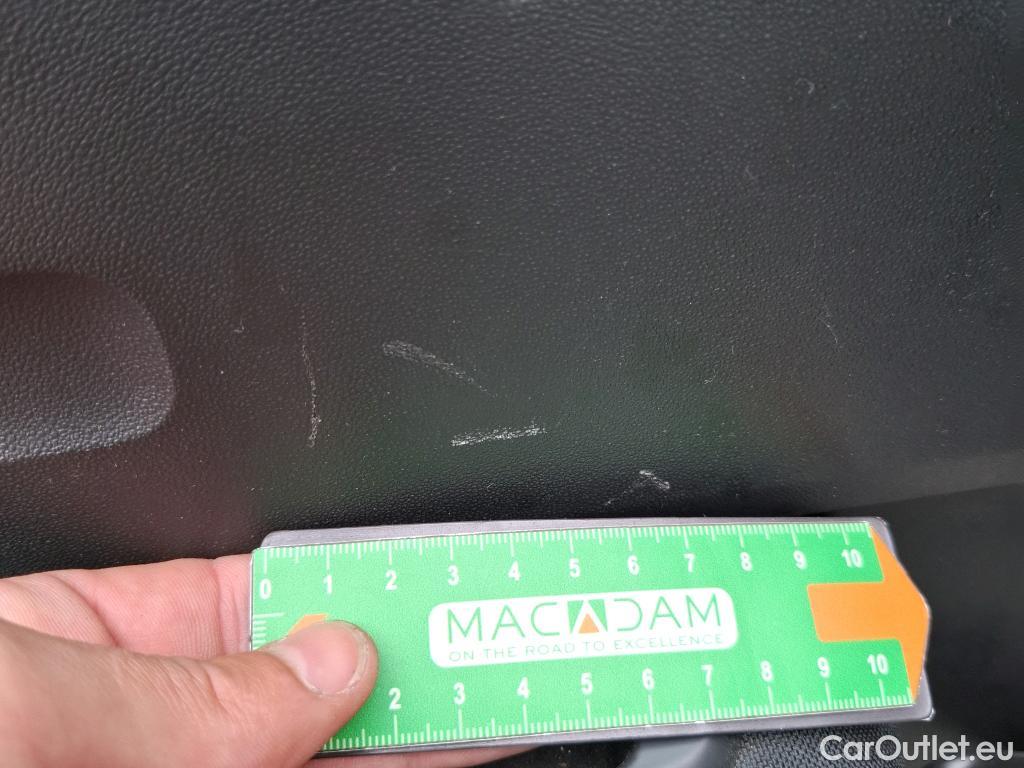 0 1 2 3 4 5 6 7 8 9 10
MACADAM
ON THE ROAD TO EXCELLENCE
2 3 4 5 6 7 8 9 10
CarOutlet.eu